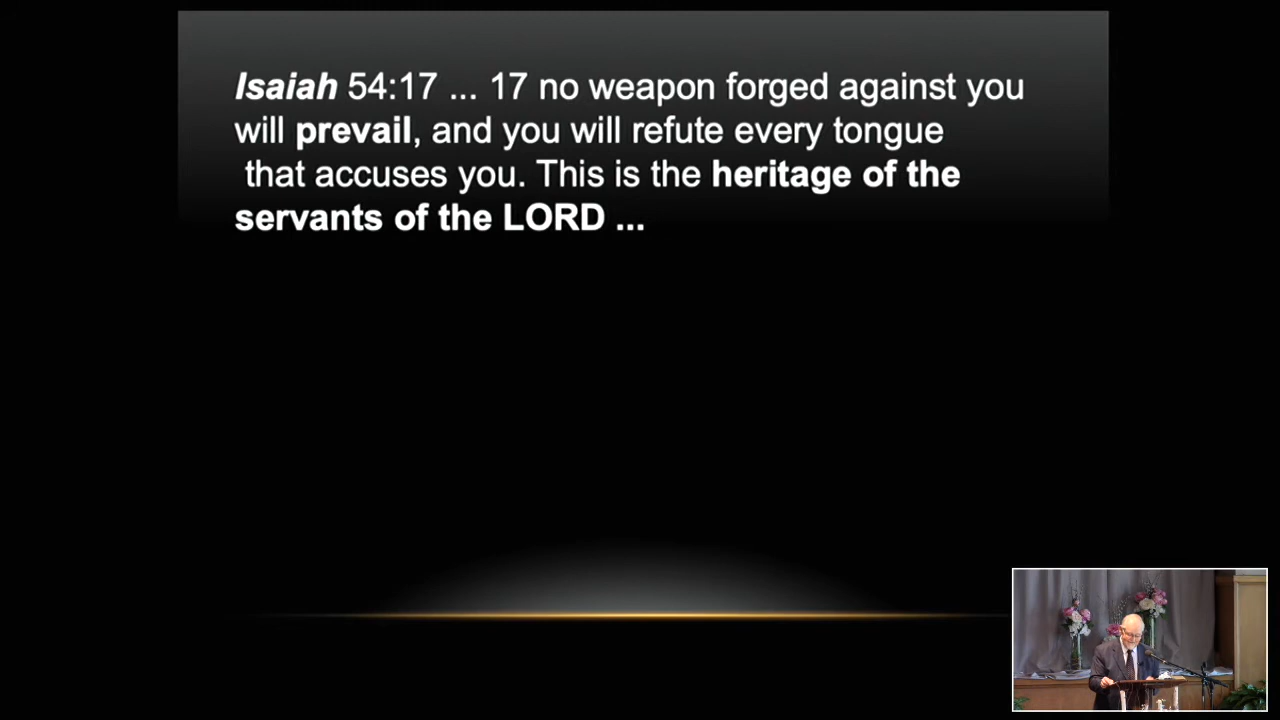 Isaiah 54:17 ... 17 no weapon forged against you
will prevail, and you will refute every tongue
that accuses you. This is the heritage of the
servants of the LORD ...